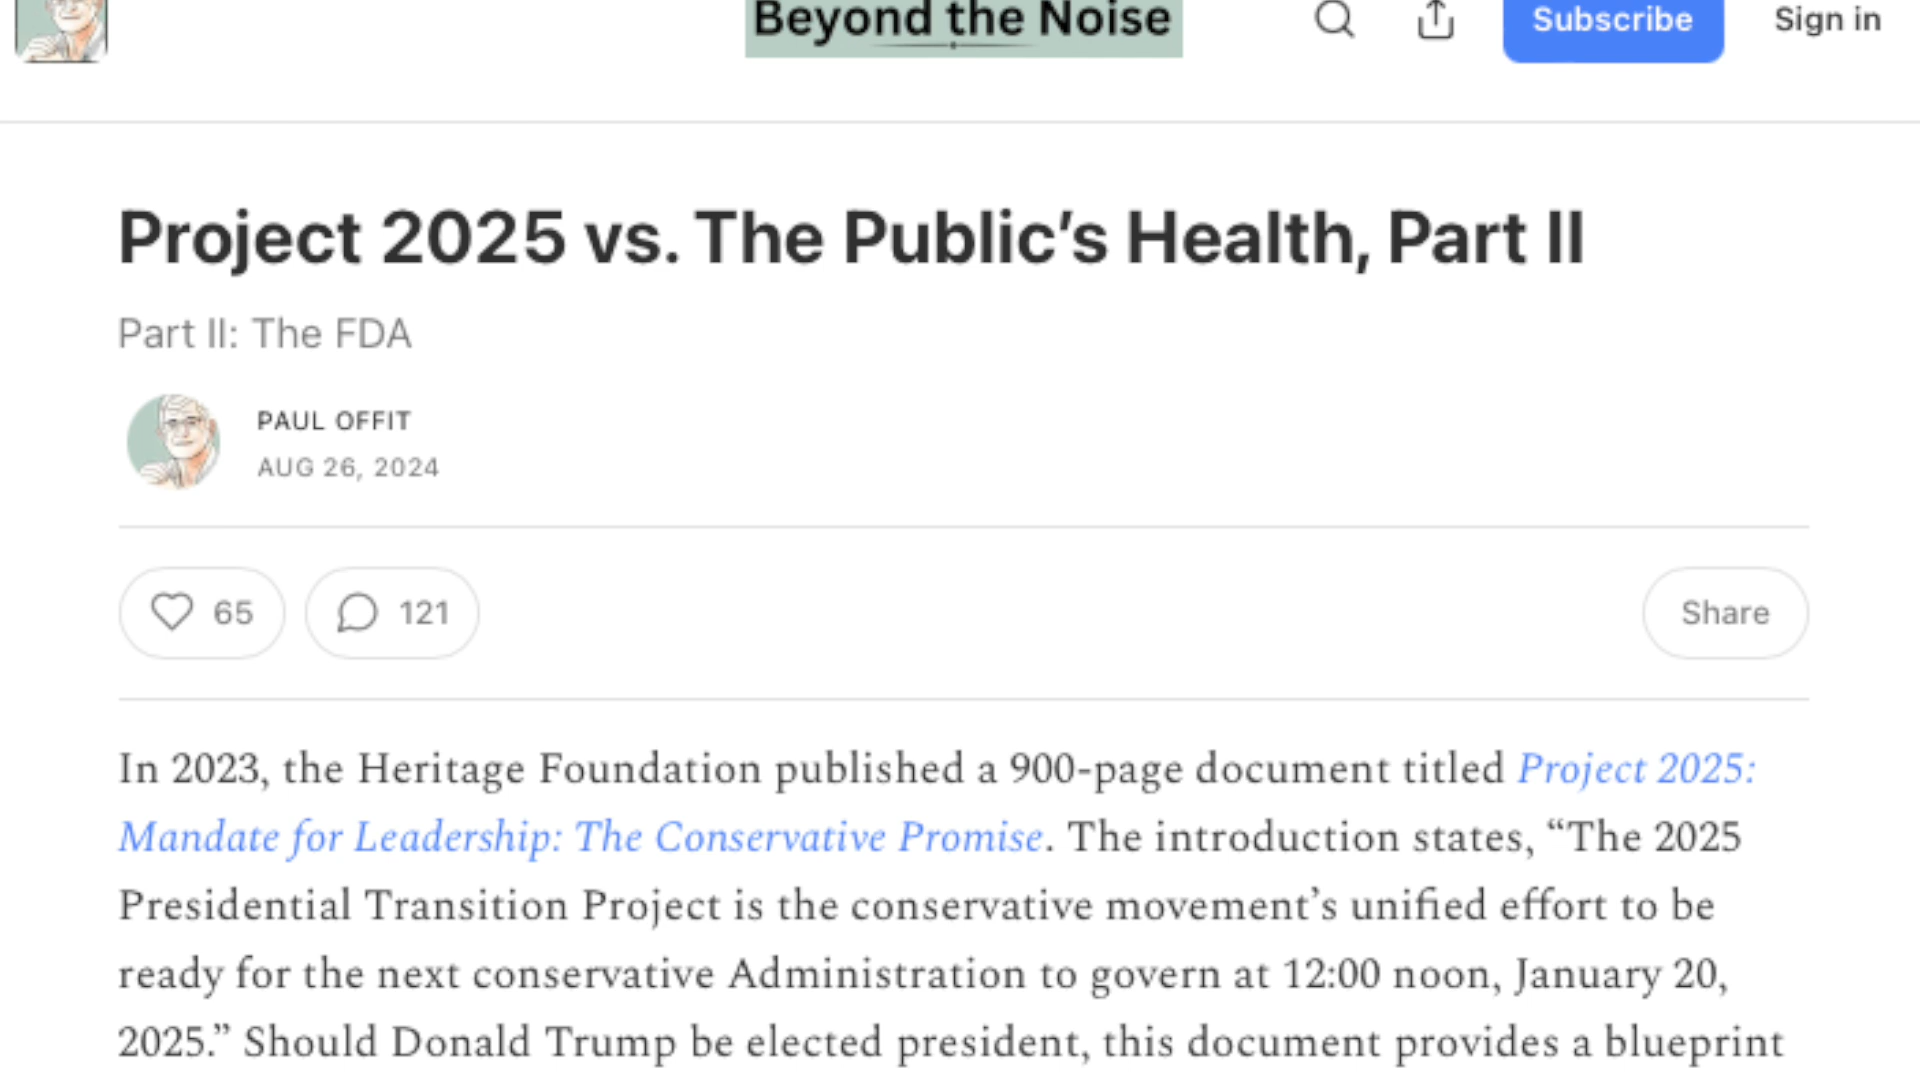 Beyond the Noise
Subscribe
Sign in
Project 2025 vs. The Public’s Health, Part II
Part II: The FDA
PAUL OFFIT
AUG 26, 2024
65
121
Share
In 2023, the Heritage Foundation published a 900-page document titled Project 2025:
Mandate for Leadership: The Conservative Promise. The introduction states, “The 2025
Presidential Transition Project is the conservative movement’s unified effort to be
ready for the next conservative Administration to govern at 12:00 noon, January 20,
2025.” Should Donald Trump be elected president, this document provides a blueprint